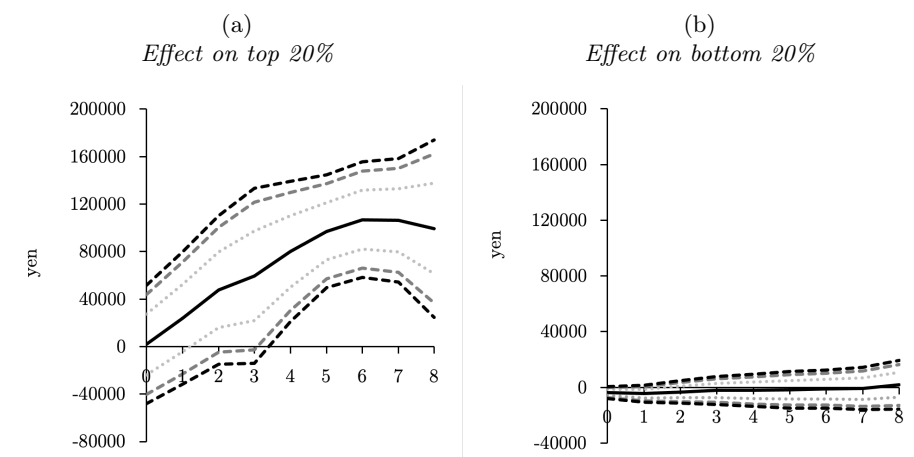 (a)
Effect on top 20%
yen
200000
160000
120000
80000
40000
0
-40000
-80000
0 1 2 3 4 5 6 7 8
(b)
Effect on bottom 20%
yen
200000
160000
120000
80000
40000
0
-40000
0 1 2 3 4 5 6 7 8